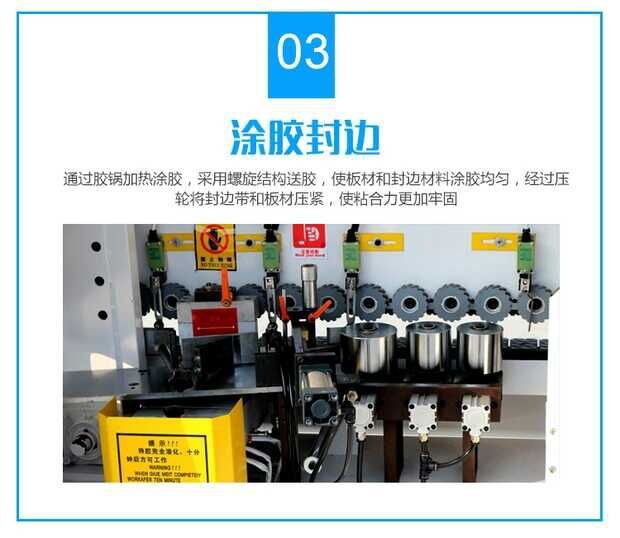 03
涂胶封边
通过胶锅加热涂胶，采用螺旋结构送胶，使板材和封边材料涂胶均匀，经过压
轮将封边带和板材压紧，使粘合力更加牢固
禁止触摸
NO TOUCHING
提 示!!!
待胶完全溶化、十分
钟后方可工作
WARNING!!!
WHEN GLUE MELT COMPLETELY
WORKAFER TEN MINUTE